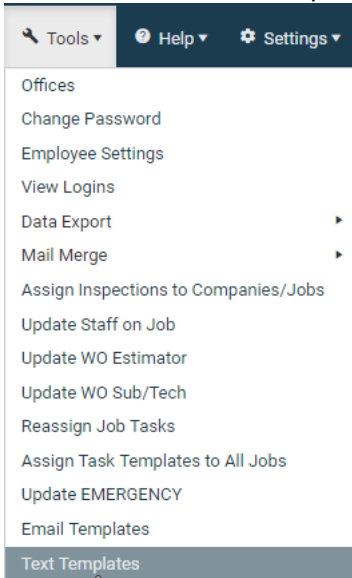 Tools ▾ Help ▾ Settings ▾
Offices
Change Password
Employee Settings
View Logins
Data Export
Mail Merge
Assign Inspections to Companies/Jobs
Update Staff on Job
Update WO Estimator
Update WO Sub/Tech
Reassign Job Tasks
Assign Task Templates to All Jobs
Update EMERGENCY
Email Templates
Text Templates